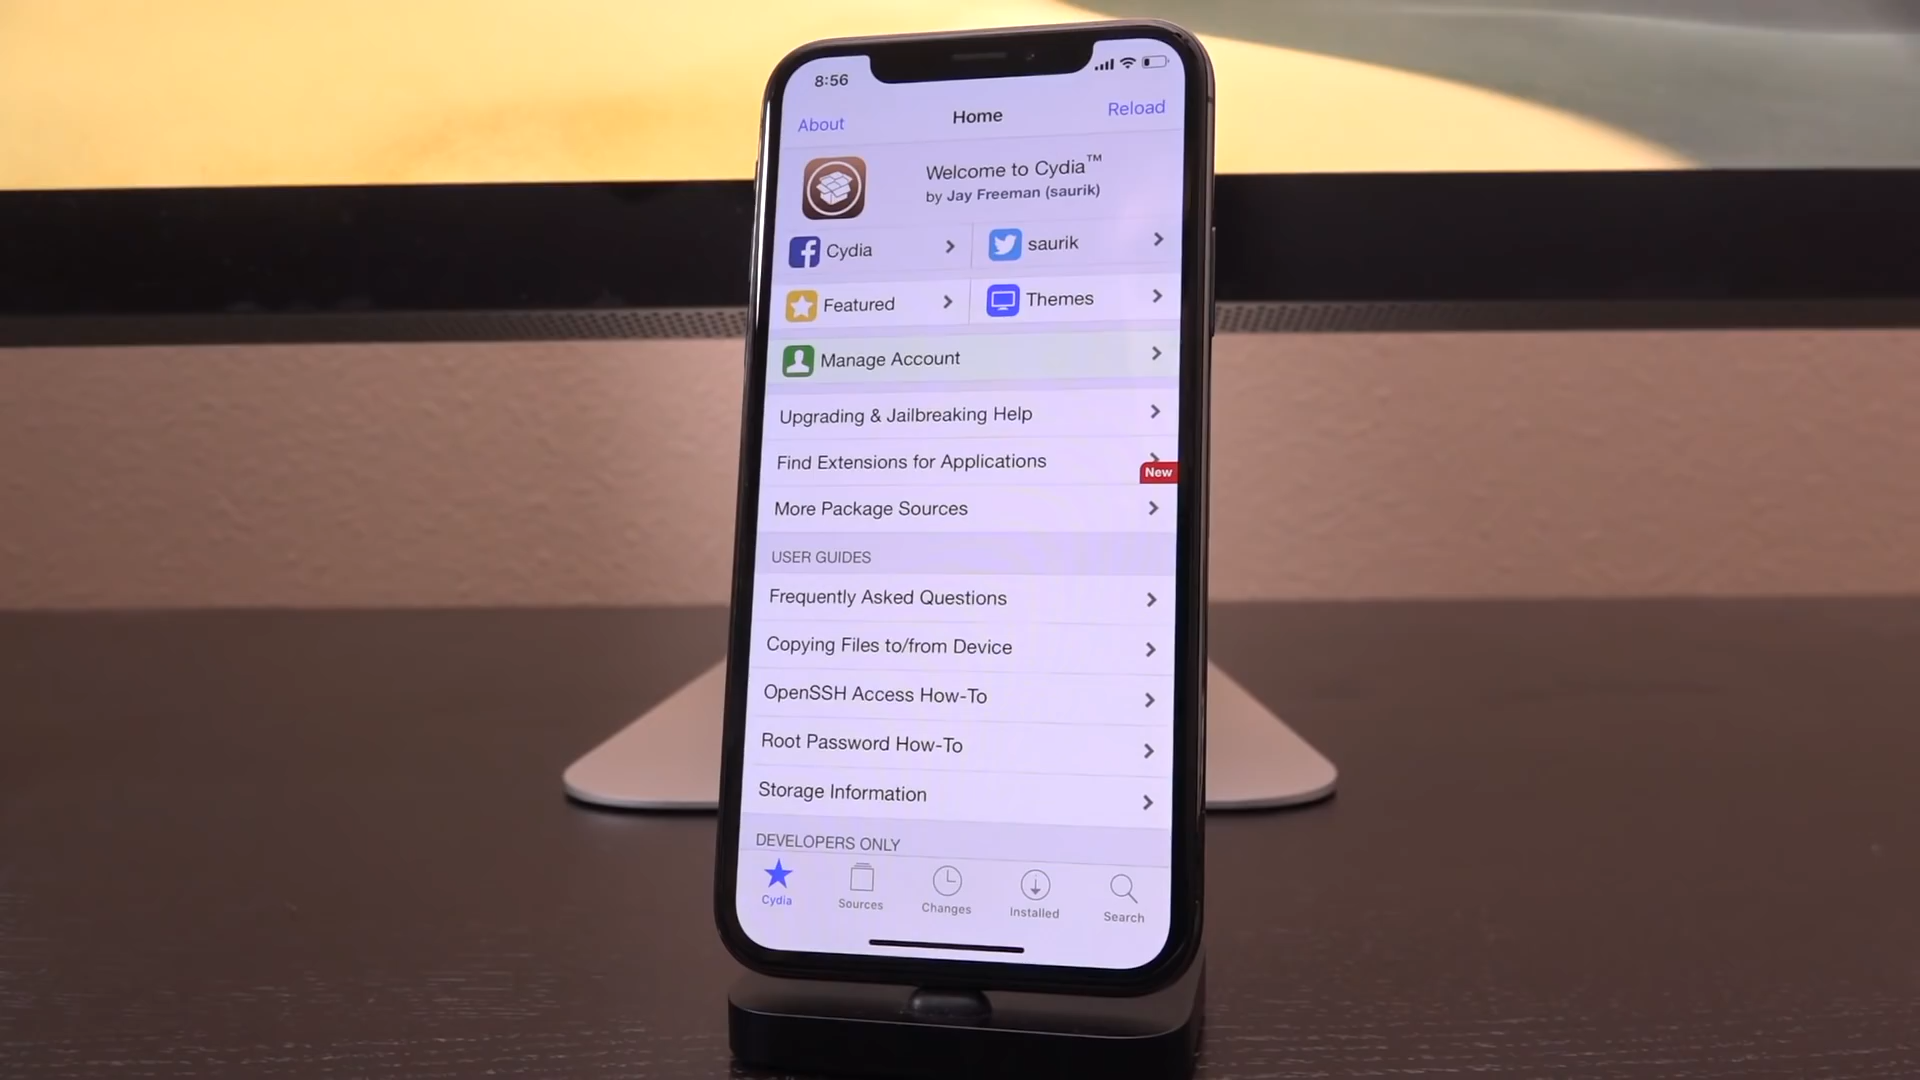 8:56
About
Home
Reload
Welcome to Cydia™
by Jay Freeman (saurik)
Cydia
saurik
Featured
Themes
Manage Account
Upgrading & Jailbreaking Help
Find Extensions for Applications
New
More Package Sources
USER GUIDES
Frequently Asked Questions
Copying Files to/from Device
OpenSSH Access How-To
Root Password How-To
Storage Information
DEVELOPERS ONLY
Cydia
Sources
Changes
Installed
Search